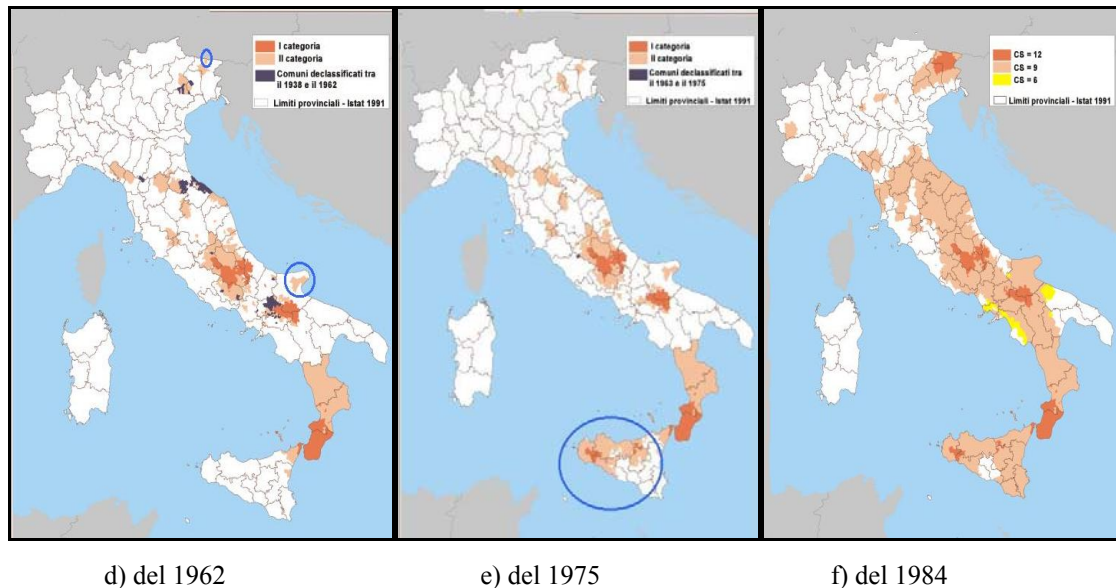 I categoria
II categoria
Comuni declassificati tra
il 1938 e il 1962
Limiti provinciali - Istat 1991
I categoria
II categoria
Comuni declassificati tra
il 1963 e il 1975
Limiti provinciali - Istat 1991
CS = 12
CS = 9
CS = 6
Limiti provinciali - Istat 1991
d) del 1962
e) del 1975
f) del 1984